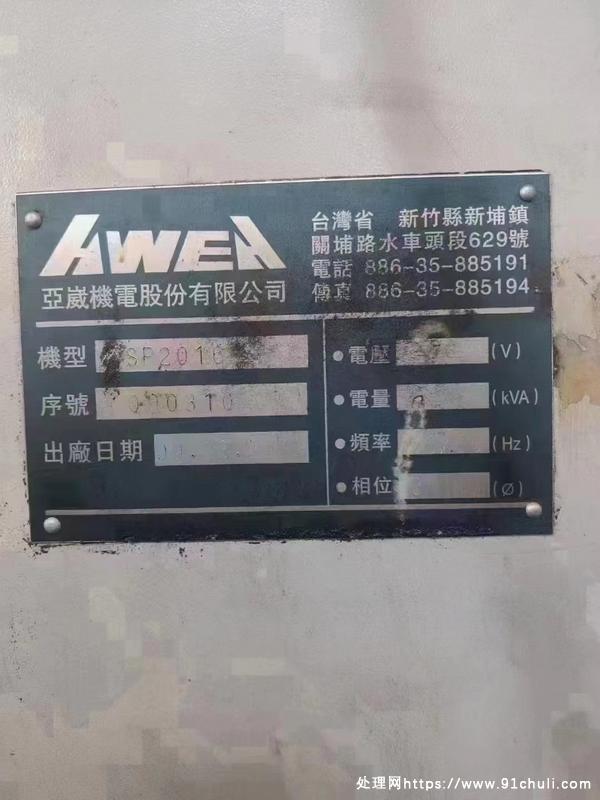 AWEA
亞崴機電股份有限公司
台灣省 新竹縣新埔鎮
關埔路水車頭段629號
電話 886-35-885191
傳真 886-35-885194
機型 SP2016
序號
出廠日期
電壓 (V)
電量 (kVA)
頻率 (Hz)
相位 (Ø)
处理网https://www.91chuli.com/